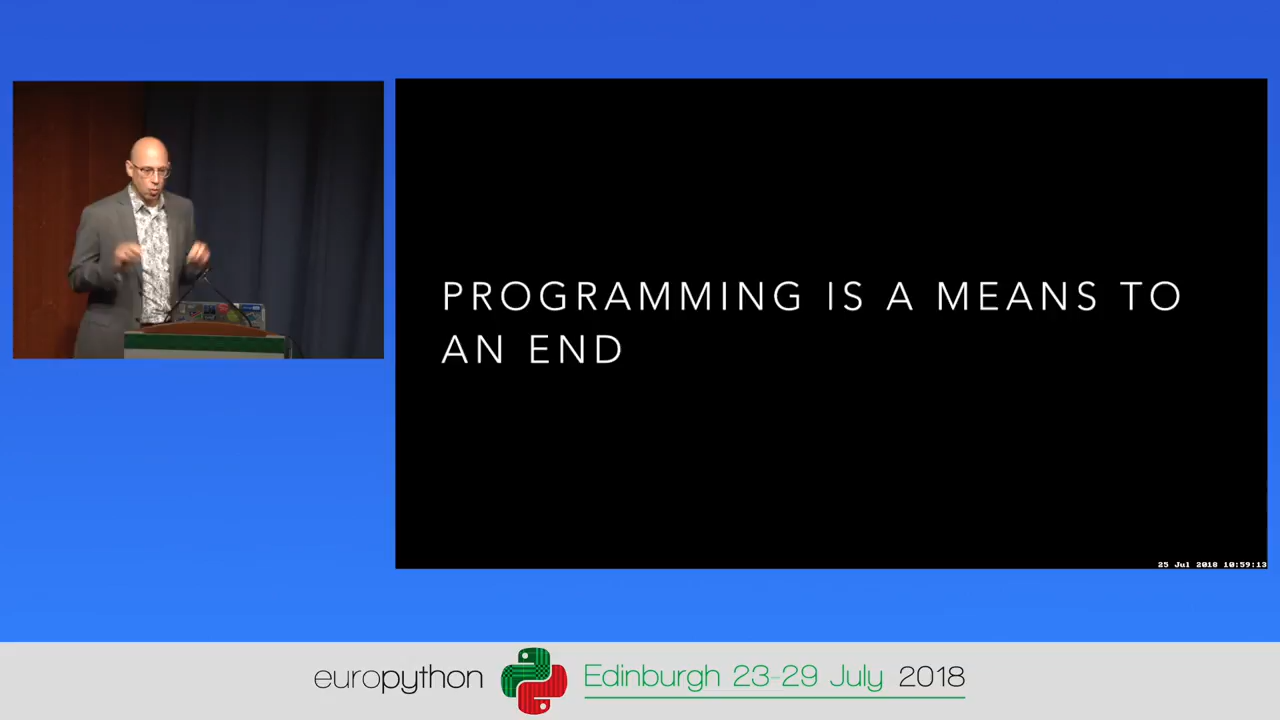 PROGRAMMING IS A MEANS TO
AN END
25 Jul 2018 10:59:13
europython Edinburgh 23-29 July 2018